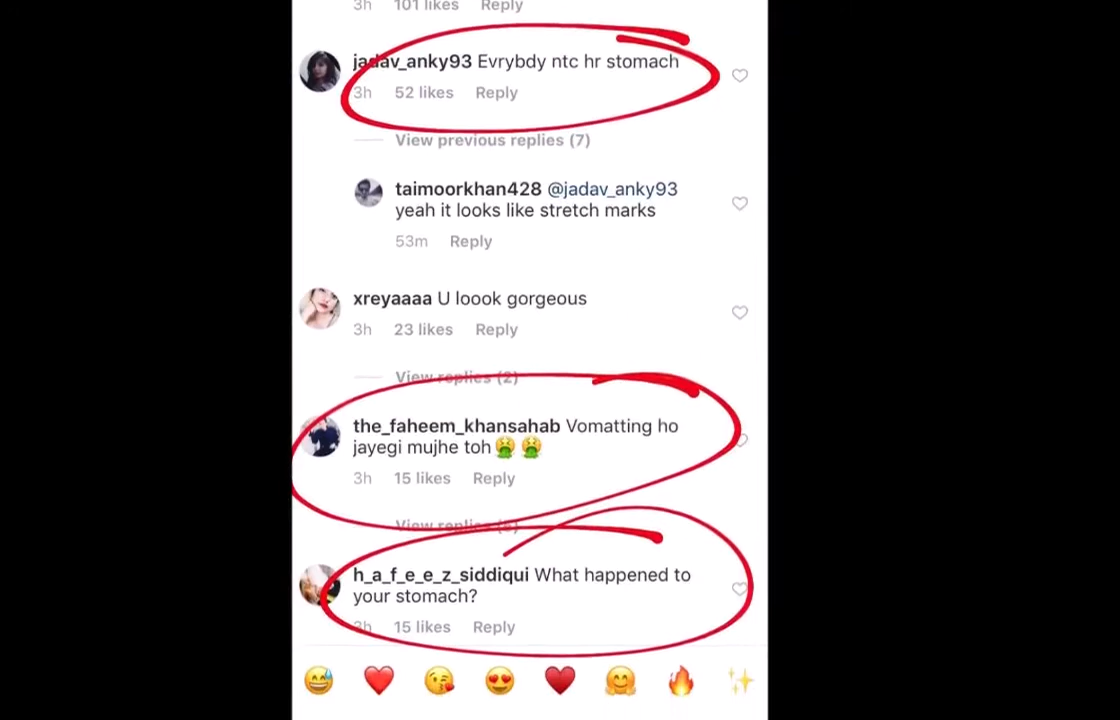 3h 101 likes Reply
jadav_anky93 Evrybdy ntc hr stomach
3h 52 likes Reply
View previous replies (7)
taimoorkhan428 @jadav_anky93
yeah it looks like stretch marks
53m Reply
xreyaaaa U loook gorgeous
3h 23 likes Reply
View replies (2)
the_faheem_khansahab Vomatting ho
jayegi mujhe toh🤮🤮
3h 15 likes Reply
View replies
h_a_f_e_e_z_siddiqui What happened to
your stomach?
3h 15 likes Reply